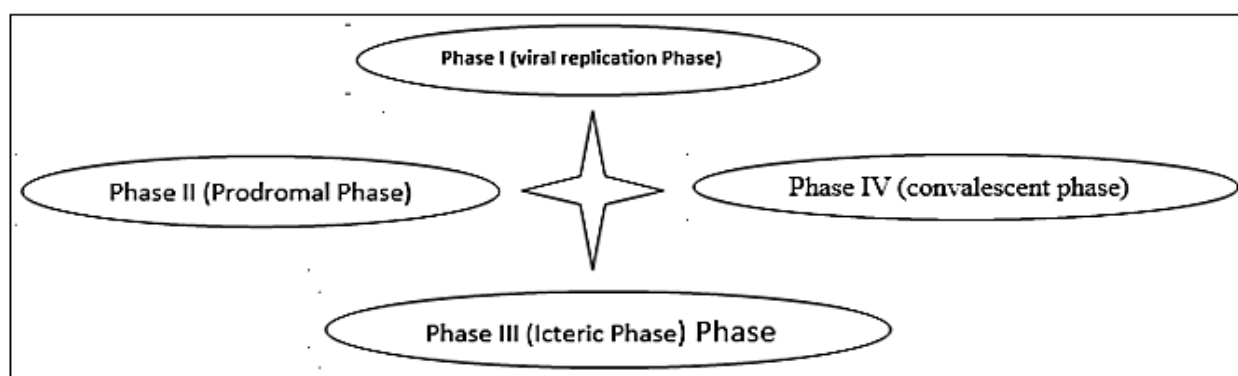 Phase I (viral replication Phase)
Phase II (Prodromal Phase)
Phase IV (convalescent phase)
Phase III (Icteric Phase) Phase